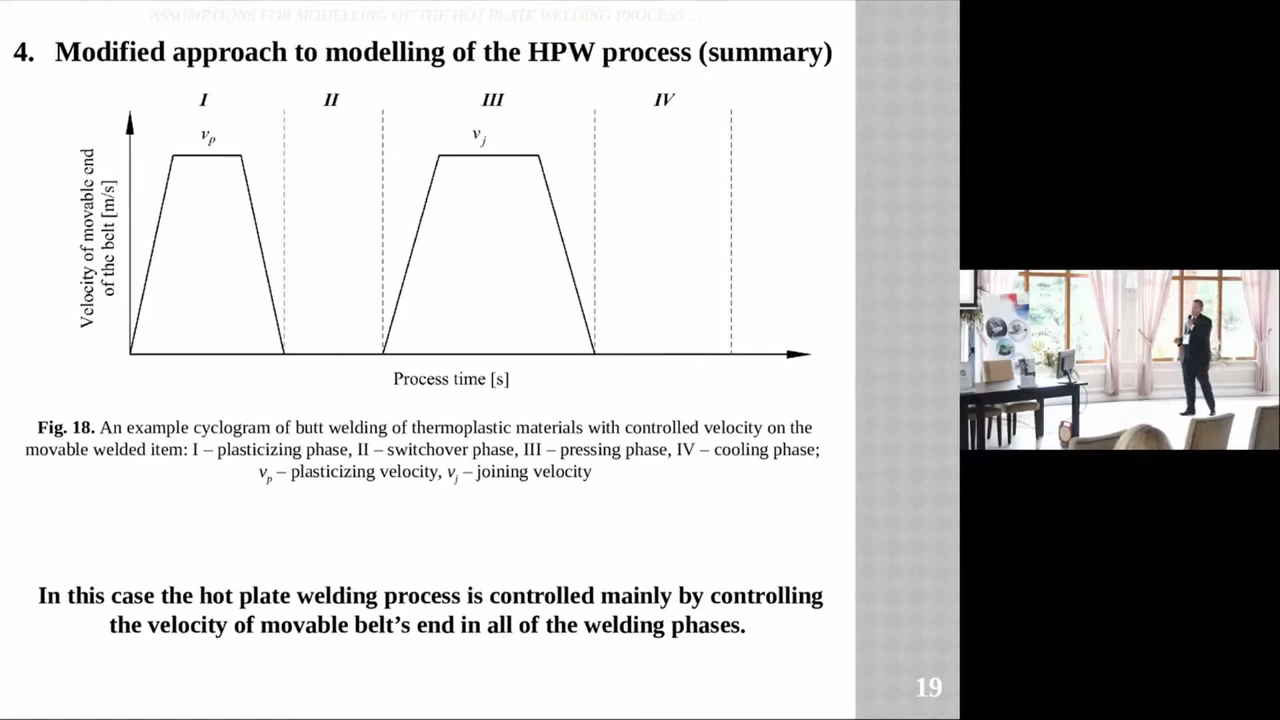 ASSUMPTIONS FOR MODELLING OF THE HOT PLATE WELDING PROCESS ...
4. Modified approach to modelling of the HPW process (summary)
I II III IV
vp vj
Velocity of movable end
of the belt [m/s]
Process time [s]
Fig. 18. An example cyclogram of butt welding of thermoplastic materials with controlled velocity on the
movable welded item: I – plasticizing phase, II – switchover phase, III – pressing phase, IV – cooling phase;
vp – plasticizing velocity, vj – joining velocity
In this case the hot plate welding process is controlled mainly by controlling
the velocity of movable belt’s end in all of the welding phases.
19